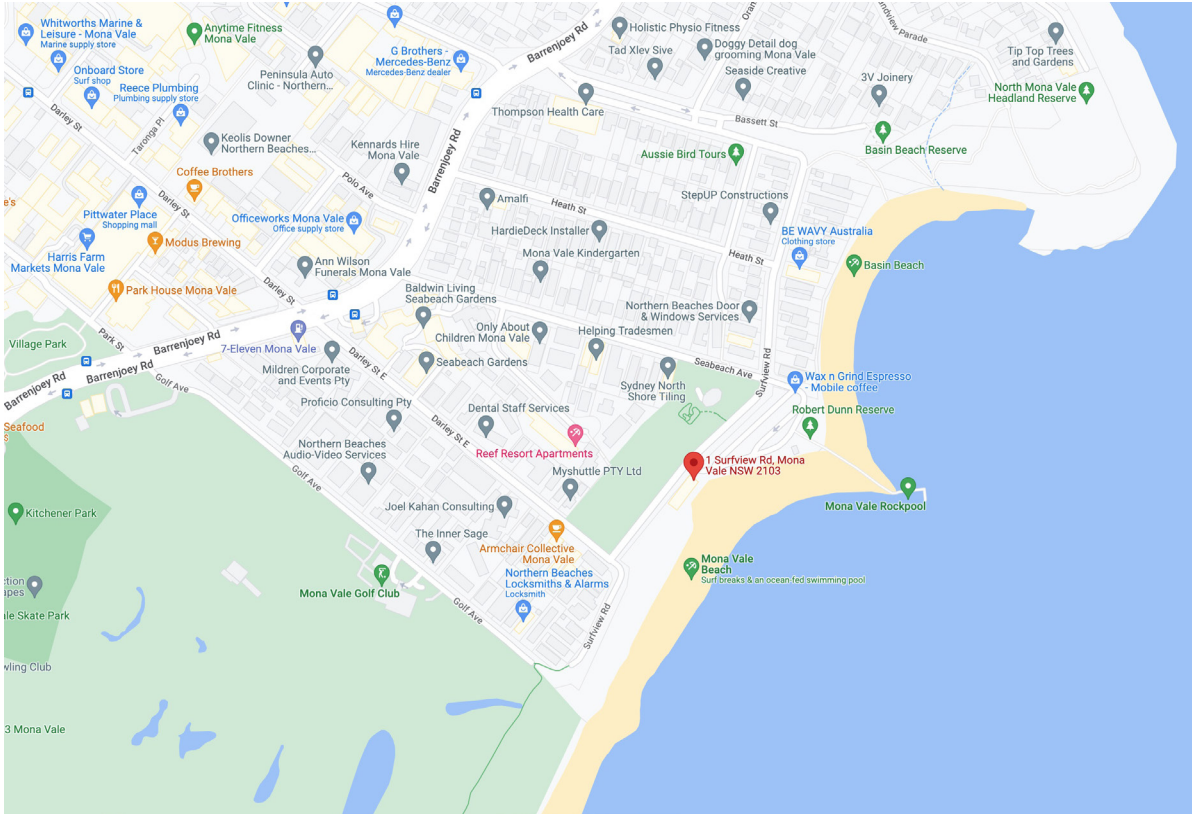 Whitworths Marine &
Leisure - Mona Vale
Marine supply store
Anytime Fitness
Mona Vale
Onboard Store
Surf shop
Reece Plumbing
Plumbing supply store
Peninsula Auto
Clinic - Northern...
G Brothers -
Mercedes-Benz
Mercedes-Benz dealer
Barrenjoey Rd
Holistic Physio Fitness
Tad Xlev Sive
Doggy Detail dog
grooming Mona Vale
Seaside Creative
3V Joinery
Tip Top Trees
and Gardens
North Mona Vale
Headland Reserve
Thompson Health Care
Bassett St
Basin Beach Reserve
Darley St
Taronga Pl
Keolis Downer
Northern Beaches...
Kennards Hire
Mona Vale
Barrenjoey Rd
Aussie Bird Tours
Coffee Brothers
Polo Ave
Amalfi
Heath St
StepUP Constructions
Darley St
Pittwater Place
Shopping mall
Officeworks Mona Vale
Office supply store
HardieDeck Installer
BE WAVY Australia
Clothing store
Modus Brewing
Harris Farm
Markets Mona Vale
Mona Vale Kindergarten
Heath St
Basin Beach
Ann Wilson
Funerals Mona Vale
Park House Mona Vale
Darley St
Baldwin Living
Seabeach Gardens
Northern Beaches Door
& Windows Services
Only About
Children Mona Vale
Helping Tradesmen
Park St
Barrenjoey Rd
Village Park
7-Eleven Mona Vale
Seabeach Gardens
Seabeach Ave
Surfview Rd
Darley St E
Mildren Corporate
and Events Pty
Barrenjoey Rd
Golf Ave
Barrenjoey Rd
Sydney North
Shore Tiling
Wax n Grind Espresso
- Mobile coffee
Proficio Consulting Pty
Dental Staff Services
Robert Dunn Reserve
Seafood
Darley St E
Northern Beaches
Audio-Video Services
Reef Resort Apartments
1 Surfview Rd, Mona
Vale NSW 2103
Myshuttle PTY Ltd
Golf Ave
Joel Kahan Consulting
Mona Vale Rockpool
Kitchener Park
The Inner Sage
Armchair Collective
Mona Vale
Mona Vale
Beach
Surf breaks & an ocean-fed swimming pool
Northern Beaches
Locksmiths & Alarms
Locksmith
Mona Vale Golf Club
Golf Ave
Surfview Rd
ale Skate Park
wling Club
3 Mona Vale